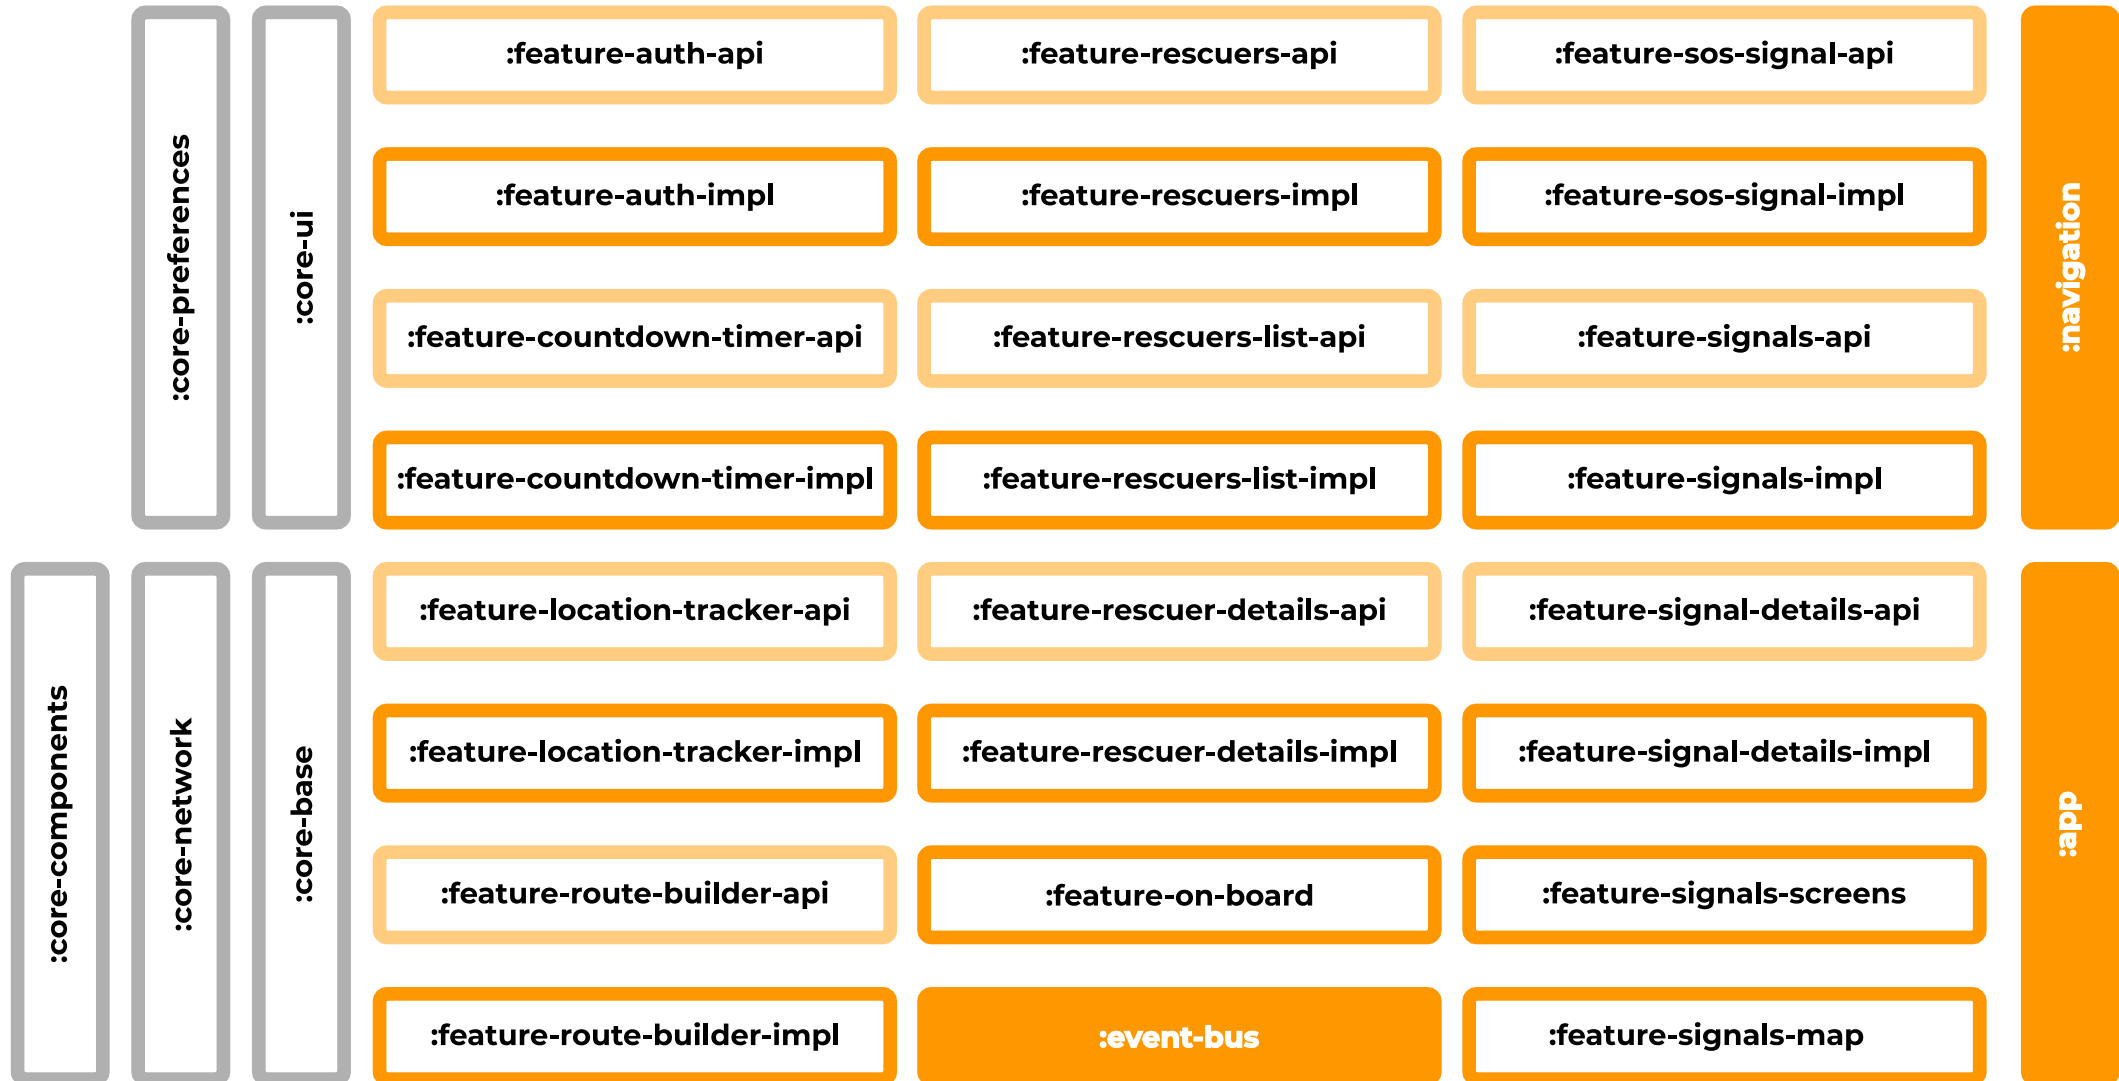 :core-preferences
:core-ui
:feature-auth-api
:feature-rescuers-api
:feature-sos-signal-api
:feature-auth-impl
:feature-rescuers-impl
:feature-sos-signal-impl
:feature-countdown-timer-api
:feature-rescuers-list-api
:feature-signals-api
:feature-countdown-timer-impl
:feature-rescuers-list-impl
:feature-signals-impl
:navigation
:core-components
:core-network
:core-base
:feature-location-tracker-api
:feature-rescuer-details-api
:feature-signal-details-api
:feature-location-tracker-impl
:feature-rescuer-details-impl
:feature-signal-details-impl
:feature-route-builder-api
:feature-on-board
:feature-signals-screens
:feature-route-builder-impl
:event-bus
:feature-signals-map
:app